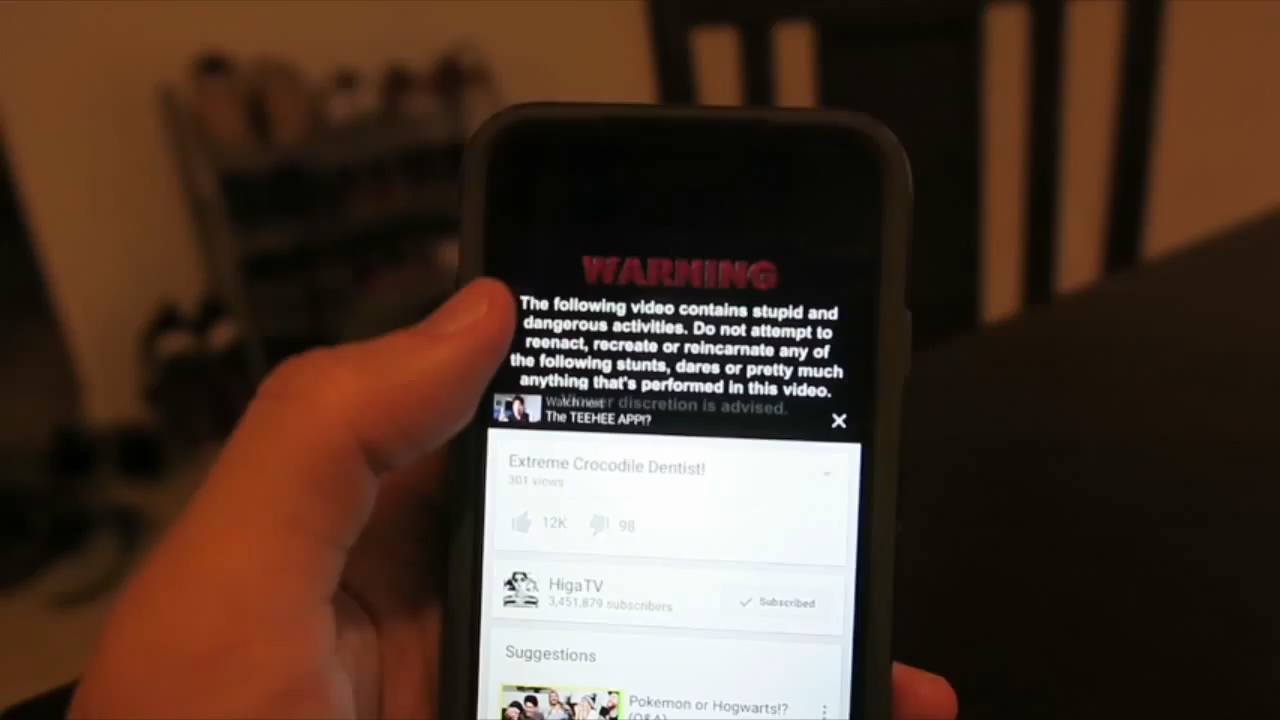 WARNING
The following video contains stupid and
dangerous activities. Do not attempt to
reenact, recreate or reincarnate any of
the following stunts, dares or pretty much
anything that's performed in this video.
Viewer discretion is advised.
Watch next
The TEEHEE APP!?
Extreme Crocodile Dentist!
301 views
12K 98
HigaTV
3,451,879 subscribers
Subscribed
Suggestions
Pokemon or Hogwarts!?
(Q&A)